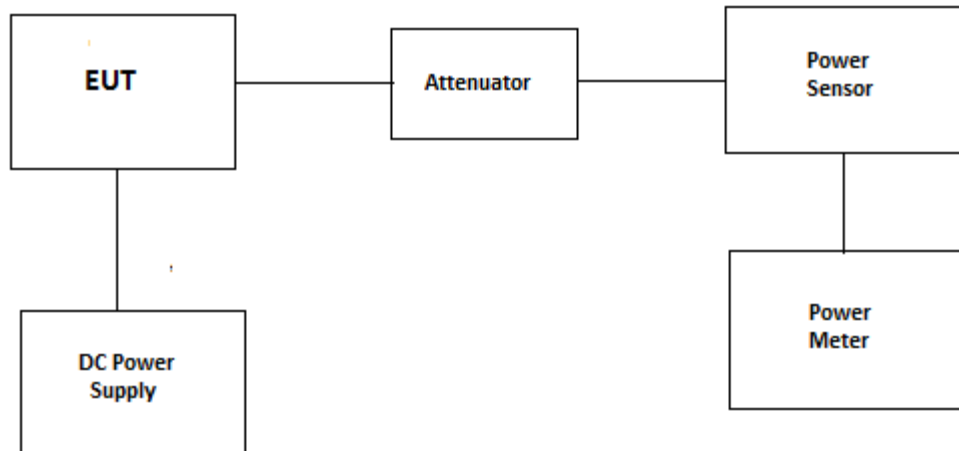 EUT
Attenuator
Power
Sensor
DC Power
Supply
Power
Meter